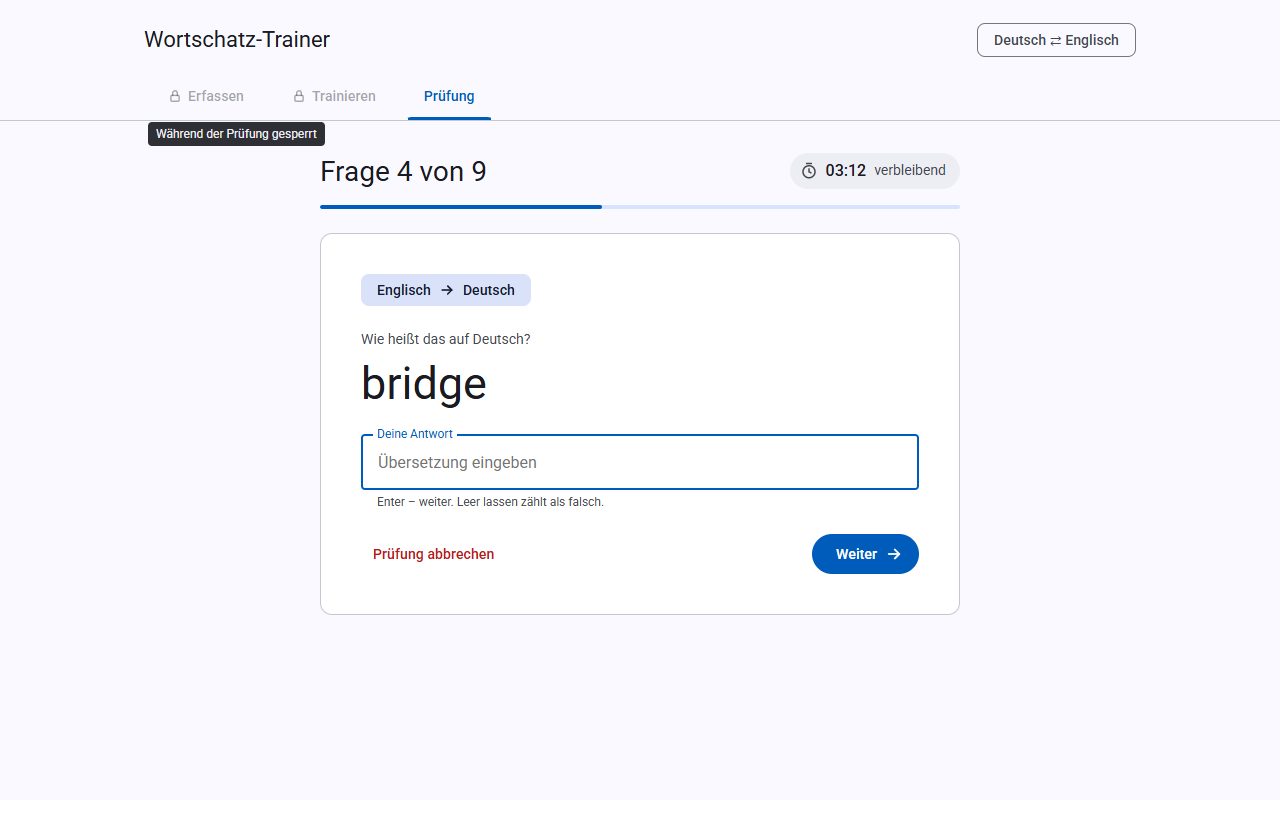 Wortschatz-Trainer
Deutsch ⇄ Englisch
Erfassen
Trainieren
Prüfung
Während der Prüfung gesperrt
Frage 4 von 9
03:12 verbleibend
Englisch → Deutsch
Wie heißt das auf Deutsch?
bridge
Deine Antwort
Übersetzung eingeben
Enter – weiter. Leer lassen zählt als falsch.
Prüfung abbrechen
Weiter →